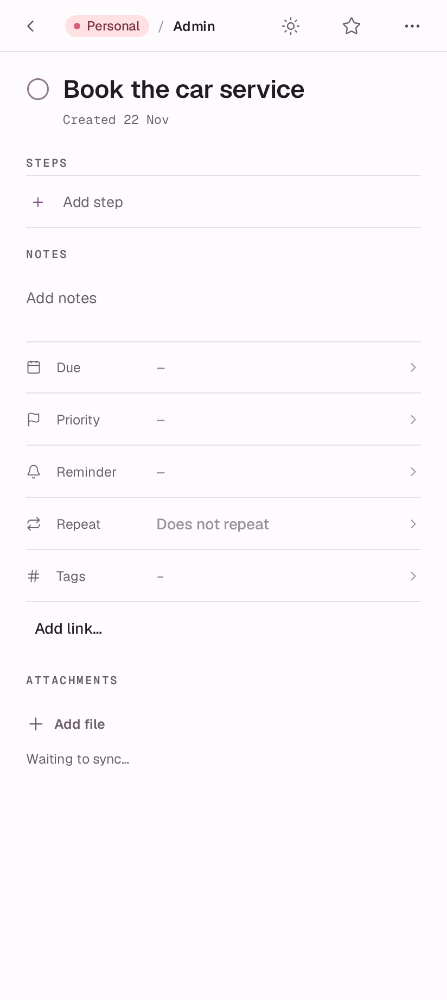 Personal / Admin
Book the car service
Created 22 Nov
STEPS
+ Add step
NOTES
Add notes
Due –
Priority –
Reminder –
Repeat Does not repeat
# Tags -
Add link…
ATTACHMENTS
+ Add file
Waiting to sync…